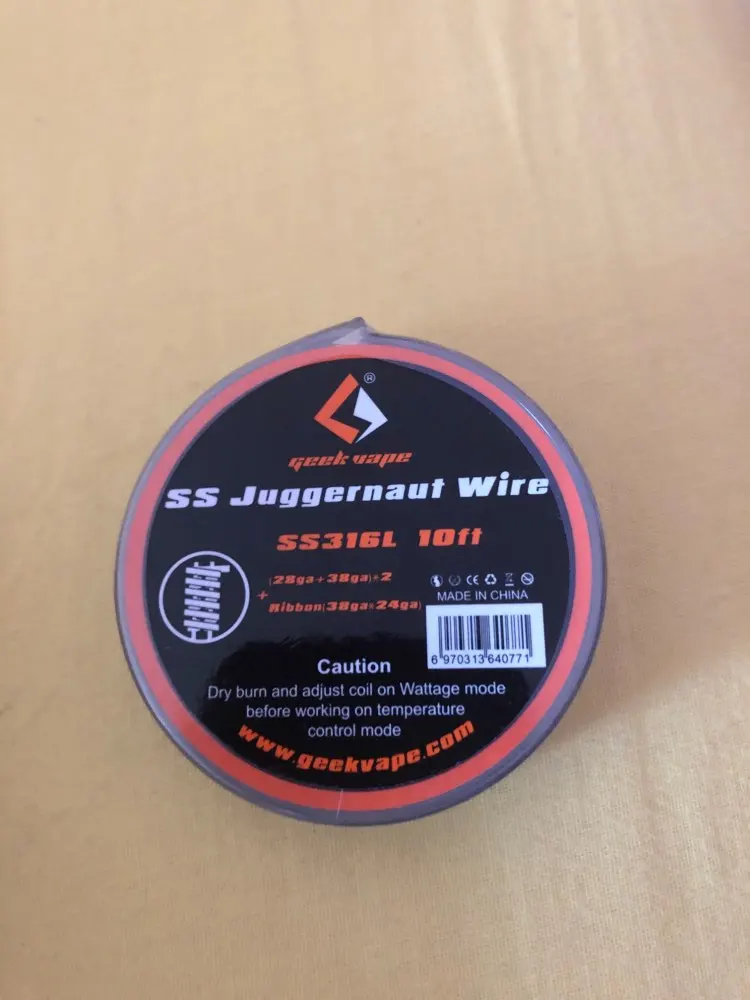 ®
geek vape
SS Juggernaut Wire
SS316L 10ft
(28ga+38ga)*2
+
Ribbon(38ga*24ga)
MADE IN CHINA
6 970313 640771
Caution
Dry burn and adjust coil on Wattage mode
before working on temperature
control mode
www.geekvape.com